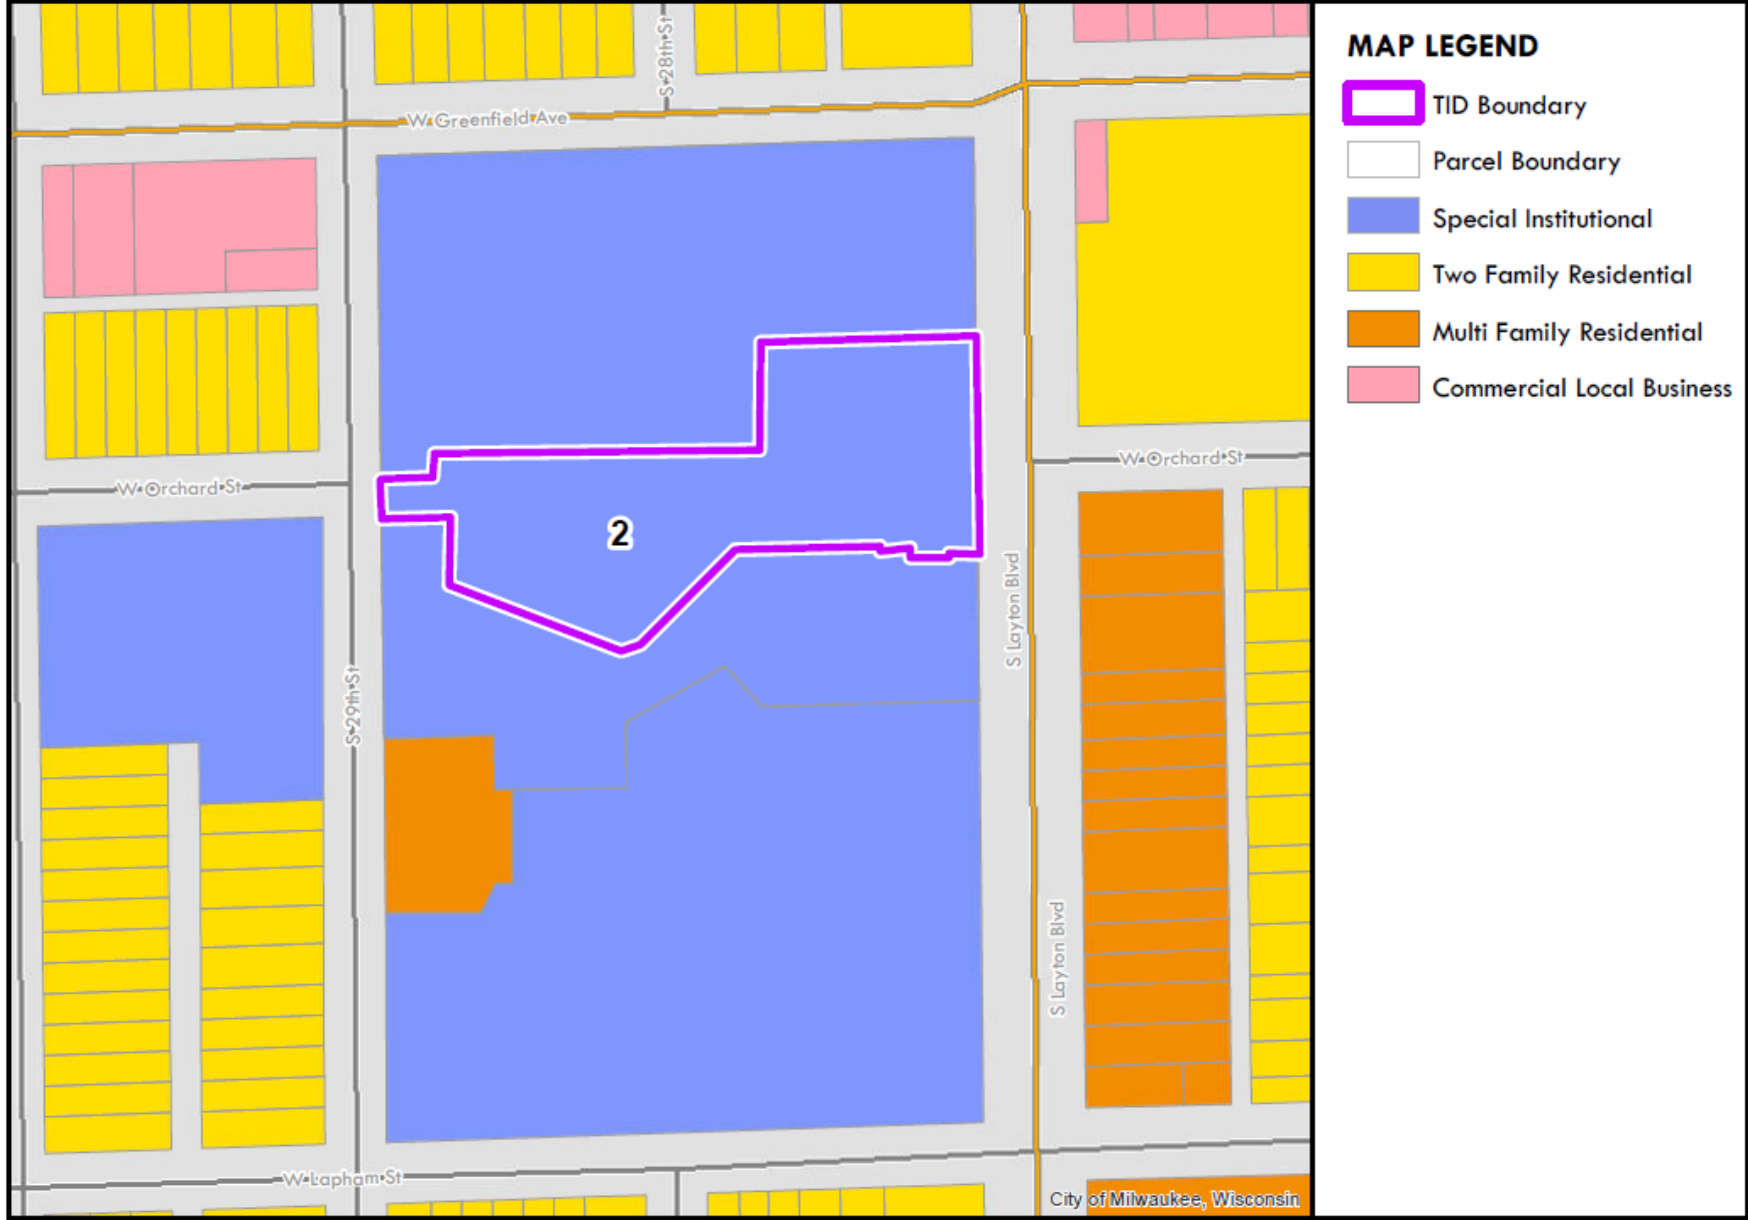 S 28th St
W Greenfield Ave
W Orchard St
W Orchard St
2
S Layton Blvd
S 29th St
S Layton Blvd
W Lapham St
City of Milwaukee, Wisconsin
MAP LEGEND
TID Boundary
Parcel Boundary
Special Institutional
Two Family Residential
Multi Family Residential
Commercial Local Business